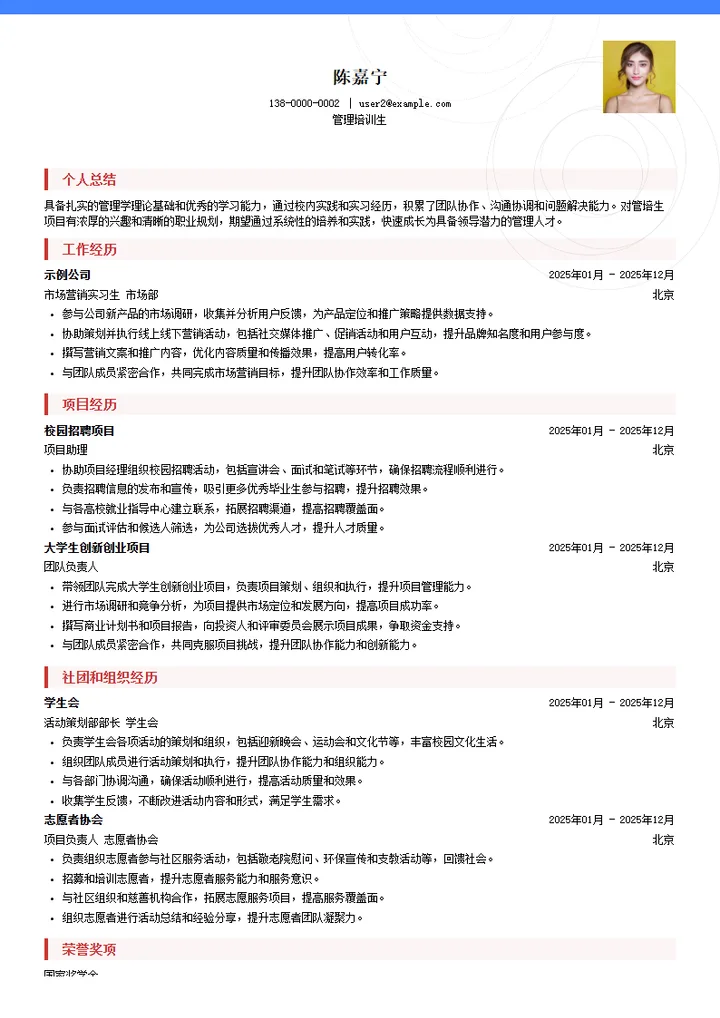 陈嘉宁
138-0000-0002 | user2@example.com
管理培训生
个人总结
具备扎实的管理学理论基础和优秀的学习能力，通过校内实践和实习经历，积累了团队协作、沟通协调和问题解决能力。对管培生
项目有浓厚的兴趣和清晰的职业规划，期望通过系统性的培养和实践，快速成长为具备领导潜力的管理人才。
工作经历
示创公司 2025年01月 - 2025年12月
市场营销实习生 市场部 北京
• 参与公司新产品的市场调研，收集并分析用户反馈，为产品定位和推广策略提供数据支持。
• 协助策划并执行线上线下营销活动，包括社交媒体推广、促销活动和用户互动，提升品牌知名度和用户参与度。
• 撰写营销文案和推广内容，优化内容质量和传播效果，提高用户转化率。
• 与团队成员紧密合作，共同完成市场营销目标，提升团队协作效率和工作质量。
项目经历
校园招聘项目 2025年01月 - 2025年12月
项目助理 北京
• 协助项目经理组织校园招聘活动，包括宣讲会、面试和笔试等环节，确保招聘流程顺利进行。
• 负责招聘信息的发布和宣传，吸引更多优秀毕业生参与招聘，提升招聘效果。
• 与各高校就业指导中心建立联系，拓展招聘渠道，提高招聘覆盖面。
• 参与面试评估和候选人筛选，为公司选拔优秀人才，提升人才质量。
大学生创新创业项目 2025年01月 - 2025年12月
团队负责人 北京
• 带领团队完成大学生创新创业项目，负责项目策划、组织和执行，提升项目管理能力。
• 进行市场调研和竞争分析，为项目提供市场定位和发展方向，提高项目成功率。
• 撰写商业计划书和项目报告，向投资人和评审委员会展示项目成果，争取资金支持。
• 与团队成员紧密合作，共同克服项目挑战，提升团队协作能力和创新能力。
社团和组织经历
学生会 2025年01月 - 2025年12月
活动策划部部长 学生会 北京
• 负责学生会各项活动的策划和组织，包括迎新晚会、运动会和文化节等，丰富校园文化生活。
• 组织团队成员进行活动策划和执行，提升团队协作能力和组织能力。
• 与各部门协调沟通，确保活动顺利进行，提高活动质量和效果。
• 收集学生反馈，不断改进活动内容和形式，满足学生需求。
志愿者协会 2025年01月 - 2025年12月
项目负责人 志愿者协会 北京
• 负责组织志愿者参与社区服务活动，包括敬老院慰问、环保宣传和支教活动等，回馈社会。
• 招募和培训志愿者，提升志愿者服务能力和服务意识。
• 与社区组织和慈善机构合作，拓展志愿服务项目，提高服务覆盖面。
• 组织志愿者进行活动总结和经验分享，提升志愿者团队凝聚力。
荣誉奖项
国家奖学金